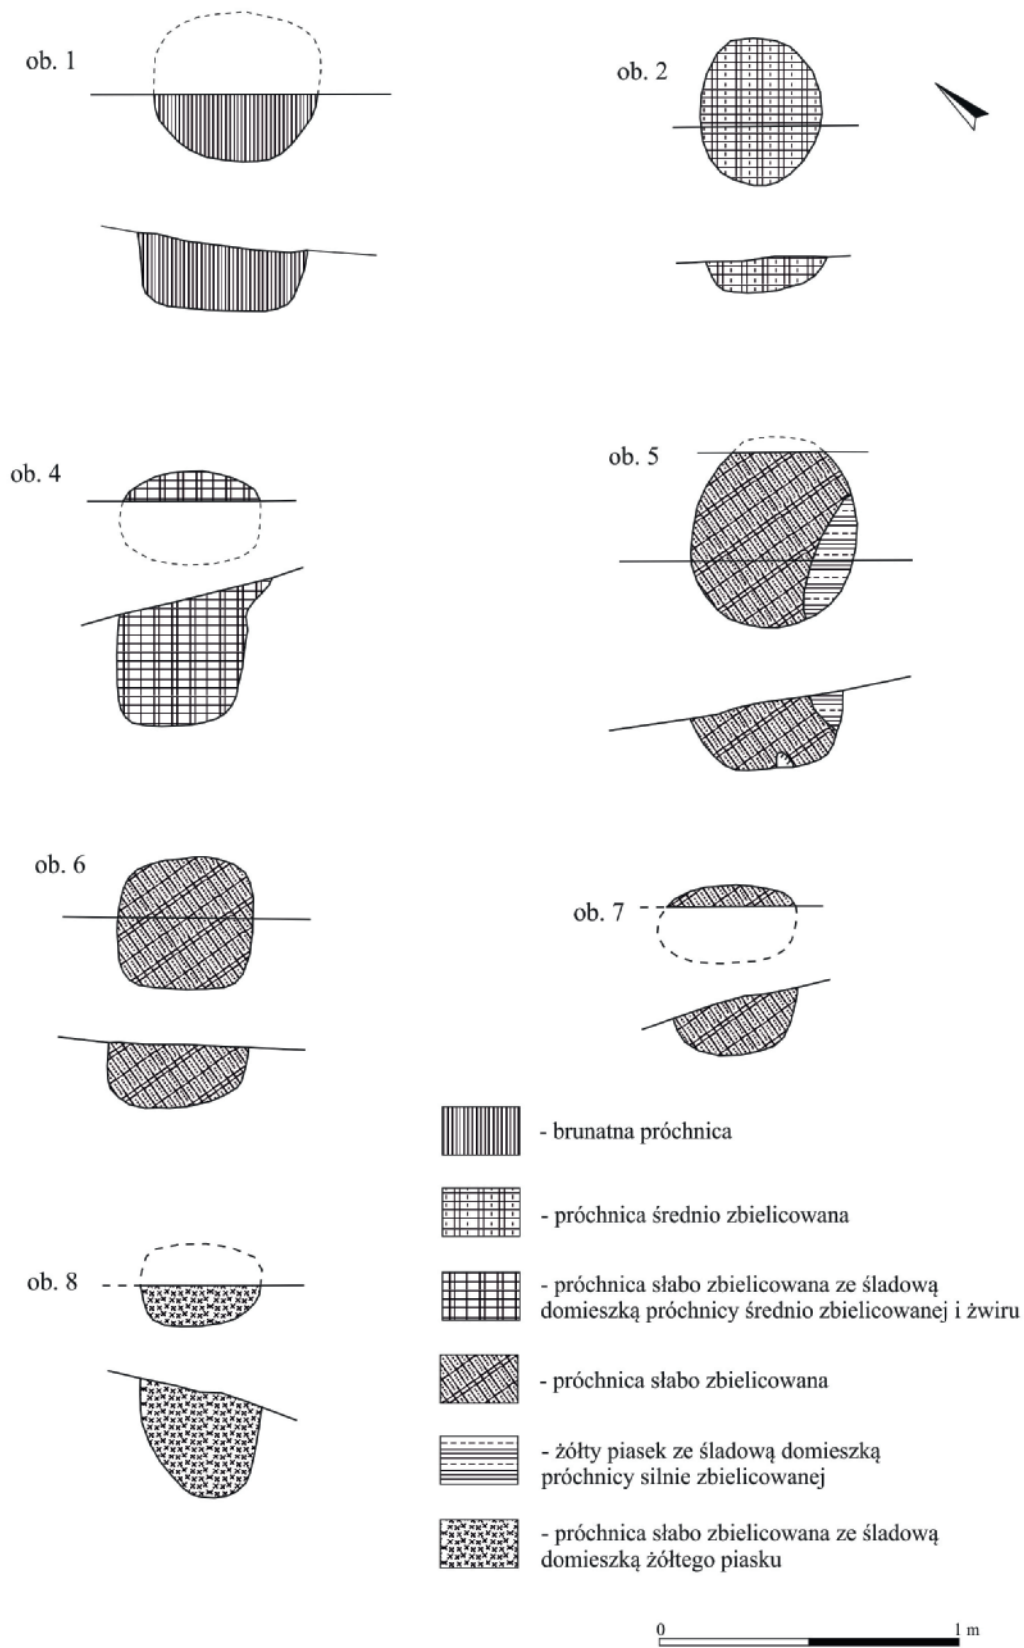 ob. 1
ob. 2
ob. 4
ob. 5
ob. 6
ob. 7
- brunatna próchnica
- próchnica średnio zbielicowana
ob. 8
- próchnica słabo zbielicowana ze śladową
domieszką próchnicy średnio zbielicowanej i żwiru
- próchnica słabo zbielicowana
- żółty piasek ze śladową domieszką
próchnicy silnie zbielicowanej
- próchnica słabo zbielicowana ze śladową
domieszką żółtego piasku
0 1 m